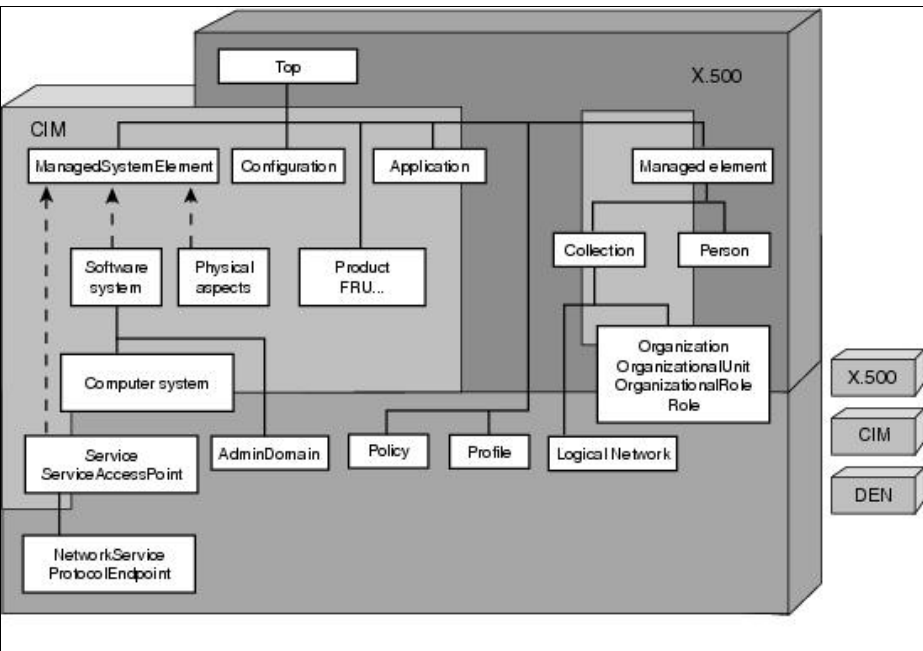 Top
X.500
CIM
ManagedSystemElement
Configuration
Application
Managed element
Software
system
Physical
aspects
Product
FRU...
Collection
Person
Organization
OrganizationalUnit
OrganizationalRole
Role
Computer system
X.500
CIM
DEN
Service
ServiceAccessPoint
AdminDomain
Policy
Profile
Logical Network
NetworkService
ProtocolEndpoint